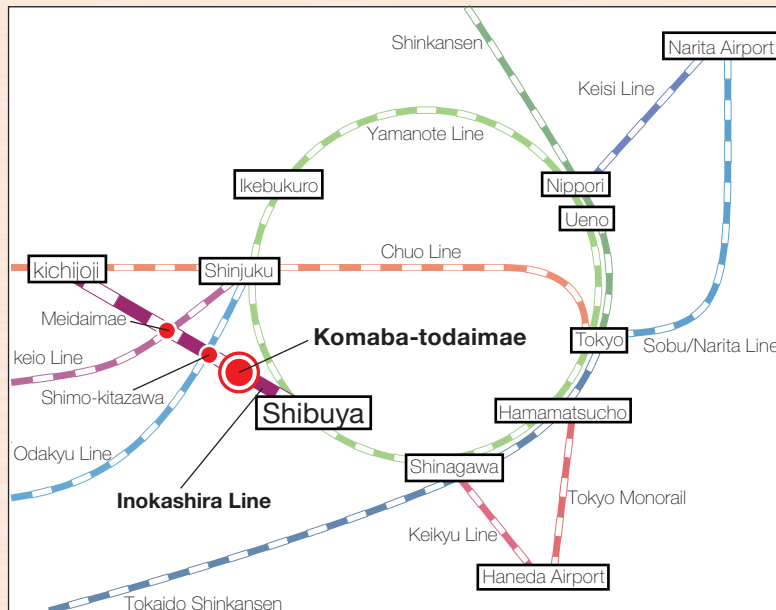 Shinkansen
Narita Airport
Keisi Line
Yamanote Line
Ikebukuro
Nippori
Ueno
Chuo Line
kichijoji
Shinjuku
Meidaimae
Komaba-todaimae
Tokyo
Sobu/Narita Line
keio Line
Shimo-kitazawa
Shibuya
Hamamatsucho
Odakyu Line
Shinagawa
Inokashira Line
Tokyo Monorail
Keikyu Line
Haneda Airport
Tokaido Shinkansen